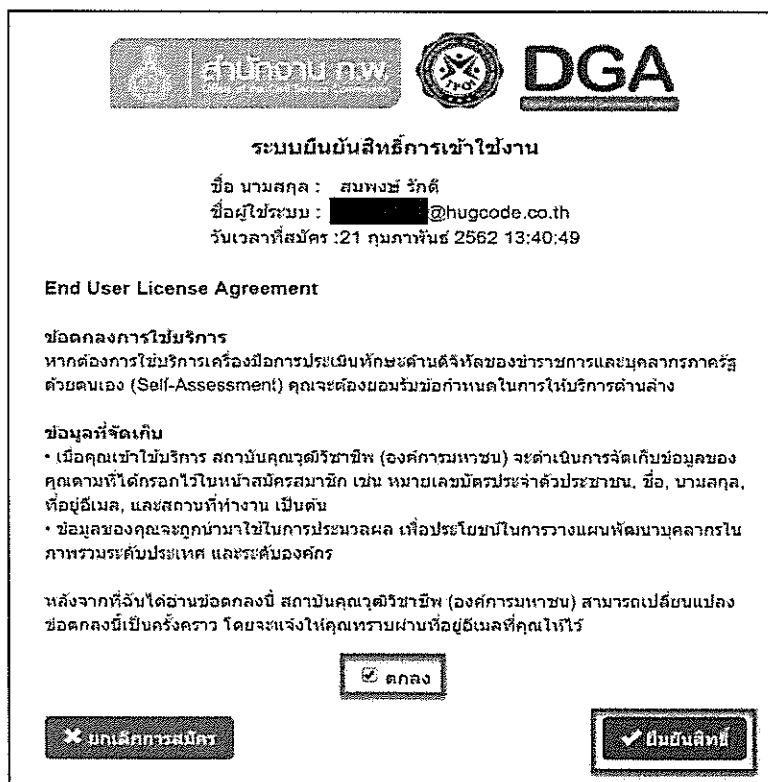 สำนักงาน ก.พ.
TPQI
DGA
ระบบยืนยันสิทธิ์การเข้าใช้งาน
ชื่อ นามสกุล : สมพงษ์ รักดี
ชื่อผู้ใช้ระบบ : @hugcode.co.th
วันเวลาที่สมัคร :21 กุมภาพันธ์ 2562 13:40:49
End User License Agreement
ข้อตกลงการใช้บริการ
หากต้องการใช้บริการเครื่องมือการประเมินทักษะด้านดิจิทัลของข้าราชการและบุคลากรภาครัฐ
ด้วยตนเอง (Self-Assessment) คุณจะต้องยอมรับข้อกำหนดในการให้บริการด้านล่าง
ข้อมูลที่จัดเก็บ
• เมื่อคุณเข้าใช้บริการ สถาบันคุณวุฒิวิชาชีพ (องค์การมหาชน) จะดำเนินการจัดเก็บข้อมูลของ
คุณตามที่ได้กรอกไว้ในหน้าสมัครสมาชิก เช่น หมายเลขบัตรประจำตัวประชาชน, ชื่อ, นามสกุล,
ที่อยู่อีเมล, และสถานที่ทำงาน เป็นต้น
• ข้อมูลของคุณจะถูกนำมาใช้ในการประมวลผล เพื่อประโยชน์ในการวางแผนพัฒนาบุคลากรใน
ภาพรวมระดับประเทศ และระดับองค์กร
หลังจากที่ฉันได้อ่านข้อตกลงนี้ สถาบันคุณวุฒิวิชาชีพ (องค์การมหาชน) สามารถเปลี่ยนแปลง
ข้อตกลงนี้เป็นครั้งคราว โดยจะแจ้งให้คุณทราบผ่านที่อยู่อีเมลที่คุณให้ไว้
ตกลง
ยกเลิกการสมัคร
ยืนยันสิทธิ์